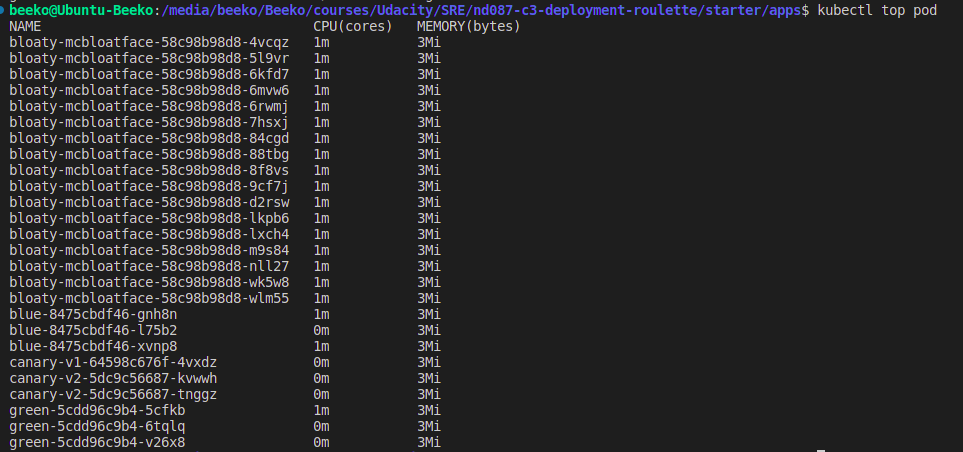 beeko@Ubuntu-Beeko:/media/beeko/Beeko/courses/Udacity/SRE/nd087-c3-deployment-roulette/starter/apps$ kubectl top pod
NAME CPU(cores) MEMORY(bytes)
bloaty-mcbloatface-58c98b98d8-4vcqz 1m 3Mi
bloaty-mcbloatface-58c98b98d8-5l9vr 1m 3Mi
bloaty-mcbloatface-58c98b98d8-6kfd7 1m 3Mi
bloaty-mcbloatface-58c98b98d8-6mvw6 1m 3Mi
bloaty-mcbloatface-58c98b98d8-6rwmj 1m 3Mi
bloaty-mcbloatface-58c98b98d8-7hsxj 1m 3Mi
bloaty-mcbloatface-58c98b98d8-84cgd 1m 3Mi
bloaty-mcbloatface-58c98b98d8-88tbg 1m 3Mi
bloaty-mcbloatface-58c98b98d8-8f8vs 1m 3Mi
bloaty-mcbloatface-58c98b98d8-9cf7j 1m 3Mi
bloaty-mcbloatface-58c98b98d8-d2rsw 1m 3Mi
bloaty-mcbloatface-58c98b98d8-lkpb6 1m 3Mi
bloaty-mcbloatface-58c98b98d8-lxch4 1m 3Mi
bloaty-mcbloatface-58c98b98d8-m9s84 1m 3Mi
bloaty-mcbloatface-58c98b98d8-nll27 1m 3Mi
bloaty-mcbloatface-58c98b98d8-wk5w8 1m 3Mi
bloaty-mcbloatface-58c98b98d8-wlm55 1m 3Mi
blue-8475cbdf46-gnh8n 1m 3Mi
blue-8475cbdf46-l75b2 0m 3Mi
blue-8475cbdf46-xvnp8 1m 3Mi
canary-v1-64598c676f-4vxdz 0m 3Mi
canary-v2-5dc9c56687-kvwwh 0m 3Mi
canary-v2-5dc9c56687-tnggz 0m 3Mi
green-5cdd96c9b4-5cfkb 1m 3Mi
green-5cdd96c9b4-6tqlq 0m 3Mi
green-5cdd96c9b4-v26x8 0m 3Mi